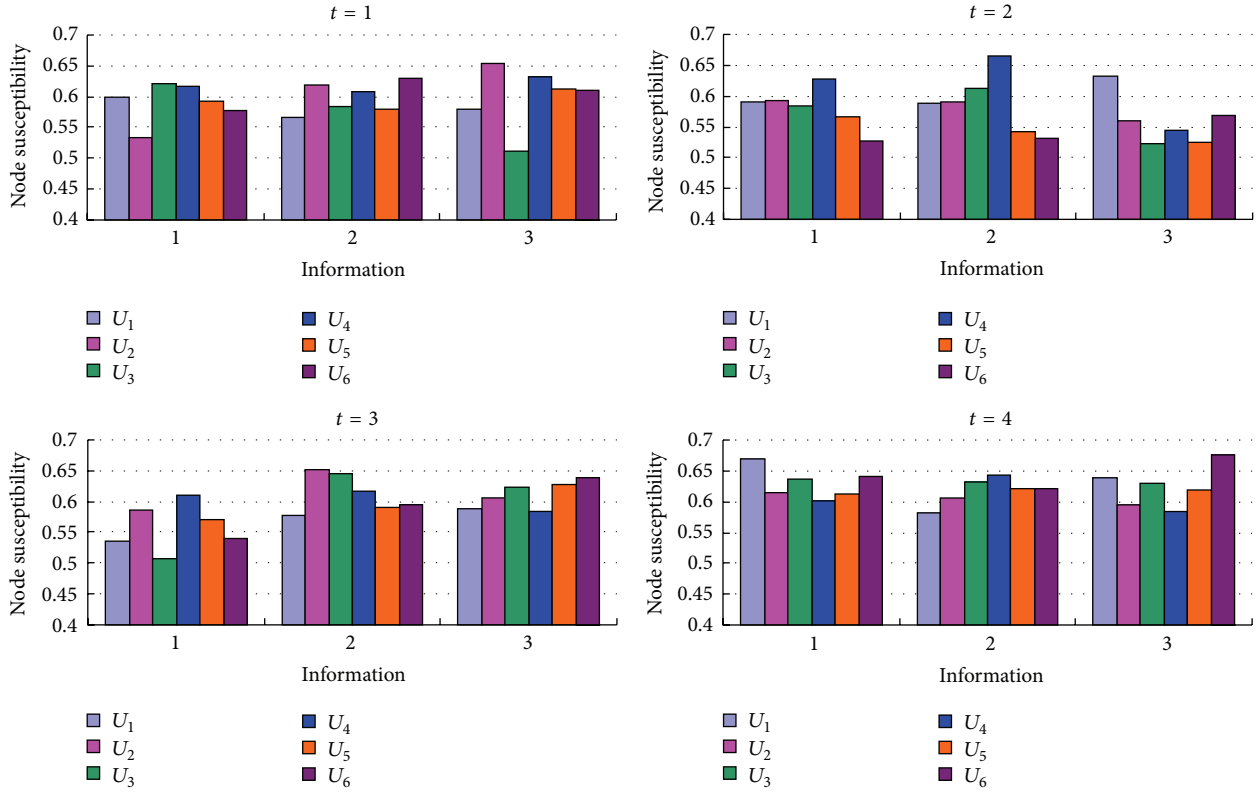 t = 1
Node susceptibility
0.7
0.65
0.6
0.55
0.5
0.45
0.4
1 2 3
Information
U1 U4
U2 U5
U3 U6
t = 2
Node susceptibility
0.7
0.65
0.6
0.55
0.5
0.45
0.4
1 2 3
Information
U1 U4
U2 U5
U3 U6
t = 3
Node susceptibility
0.7
0.65
0.6
0.55
0.5
0.45
0.4
1 2 3
Information
U1 U4
U2 U5
U3 U6
t = 4
Node susceptibility
0.7
0.65
0.6
0.55
0.5
0.45
0.4
1 2 3
Information
U1 U4
U2 U5
U3 U6